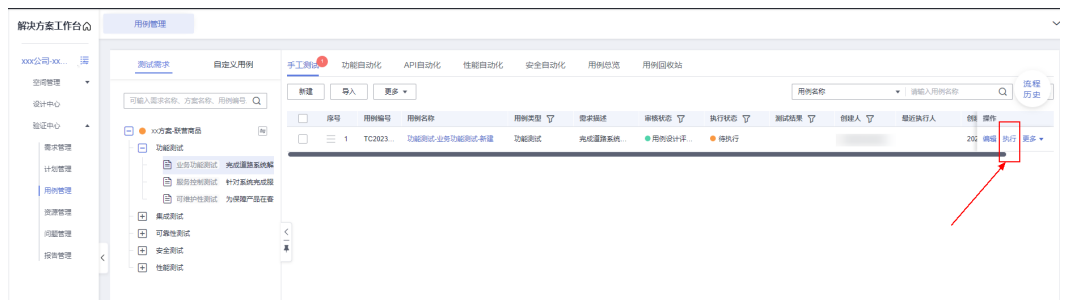 解决方案工作台
用例管理
xxx公司-xx...
空间管理
设计中心
验证中心
需求管理
计划管理
用例管理
资源管理
问题管理
报告管理
测试需求
自定义用例
可输入需求名称、方案名称、用例编号
xx方案-联营商品
功能测试
业务功能测试 完成道路系统解
服务控制测试 针对系统完成服
可维护性测试 为保障产品在客
集成测试
可靠性测试
安全测试
性能测试
手工测试 1
功能自动化
API自动化
性能自动化
安全自动化
用例总览
用例回收站
新建
导入
更多
用例名称
请输入用例名称
流程
历史
序号 用例编号 用例名称 用例类型 需求描述 审核状态 执行状态 测试结果 创建人 最近执行人 创建 操作
1 TC2023... 功能测试-业务功能测试-新建 功能测试 完成道路系统... 用例设计评... 待执行 202 编辑 执行 更多